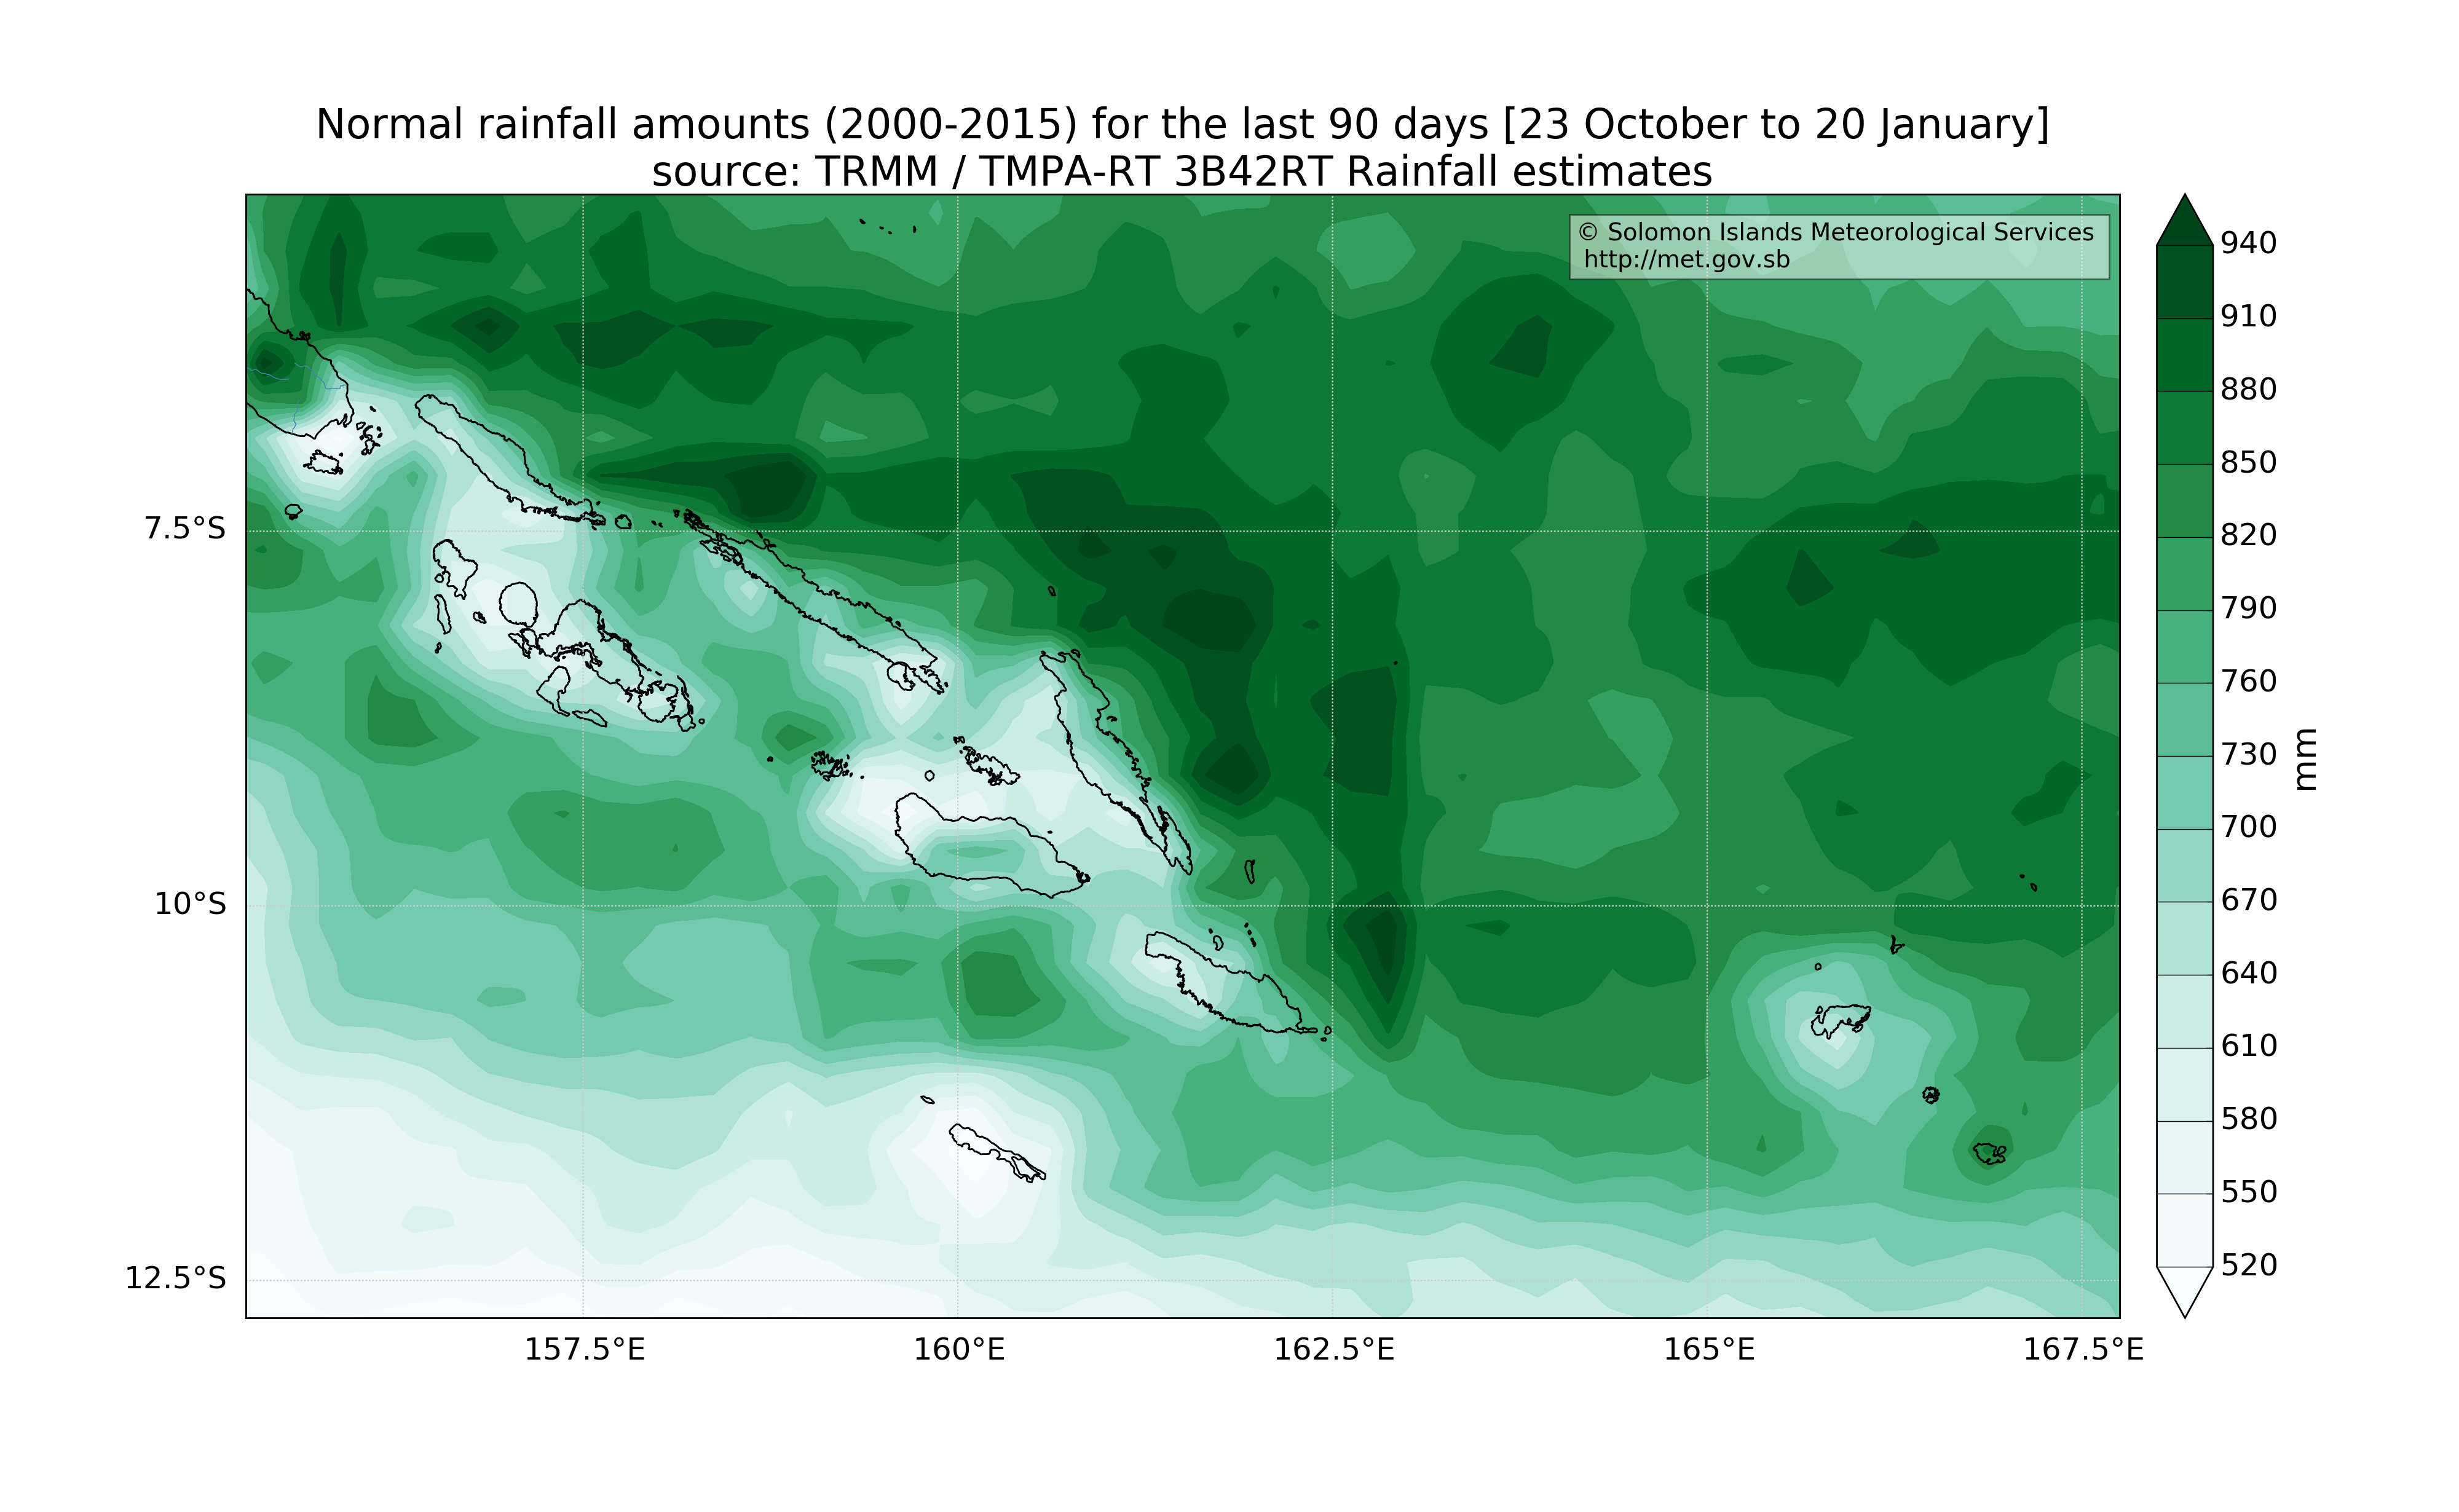 Normal rainfall amounts (2000-2015) for the last 90 days [23 October to 20 January]
source: TRMM / TMPA-RT 3B42RT Rainfall estimates
© Solomon Islands Meteorological Services
http://met.gov.sb
7.5°S
10°S
12.5°S
157.5°E
160°E
162.5°E
165°E
167.5°E
940
910
880
850
820
790
760
730
700
670
640
610
580
550
520
mm